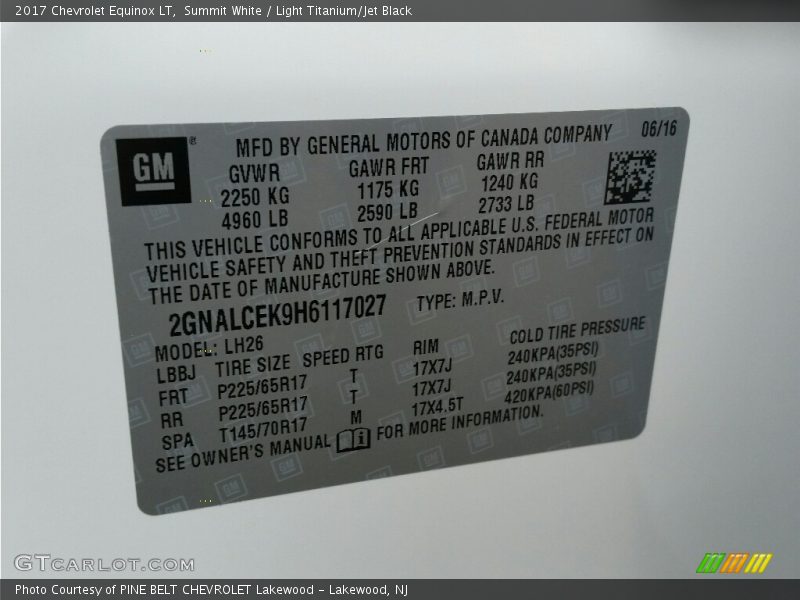 2017 Chevrolet Equinox LT,  Summit White / Light Titanium/Jet Black
GM ®
MFD BY GENERAL MOTORS OF CANADA COMPANY 06/16
GVWR GAWR FRT GAWR RR
2250 KG 1175 KG 1240 KG
4960 LB 2590 LB 2733 LB
THIS VEHICLE CONFORMS TO ALL APPLICABLE U.S. FEDERAL MOTOR
VEHICLE SAFETY AND THEFT PREVENTION STANDARDS IN EFFECT ON
THE DATE OF MANUFACTURE SHOWN ABOVE.
2GNALCEK9H6117027 TYPE: M.P.V.
MODEL: LH26
LBBJ TIRE SIZE SPEED RTG RIM COLD TIRE PRESSURE
FRT P225/65R17 T 17X7J 240KPA(35PSI)
RR P225/65R17 T 17X7J 240KPA(35PSI)
SPA T145/70R17 M 17X4.5T 420KPA(60PSI)
SEE OWNER'S MANUAL FOR MORE INFORMATION.
GTCARLOT.COM
Photo Courtesy of PINE BELT CHEVROLET Lakewood - Lakewood, NJ